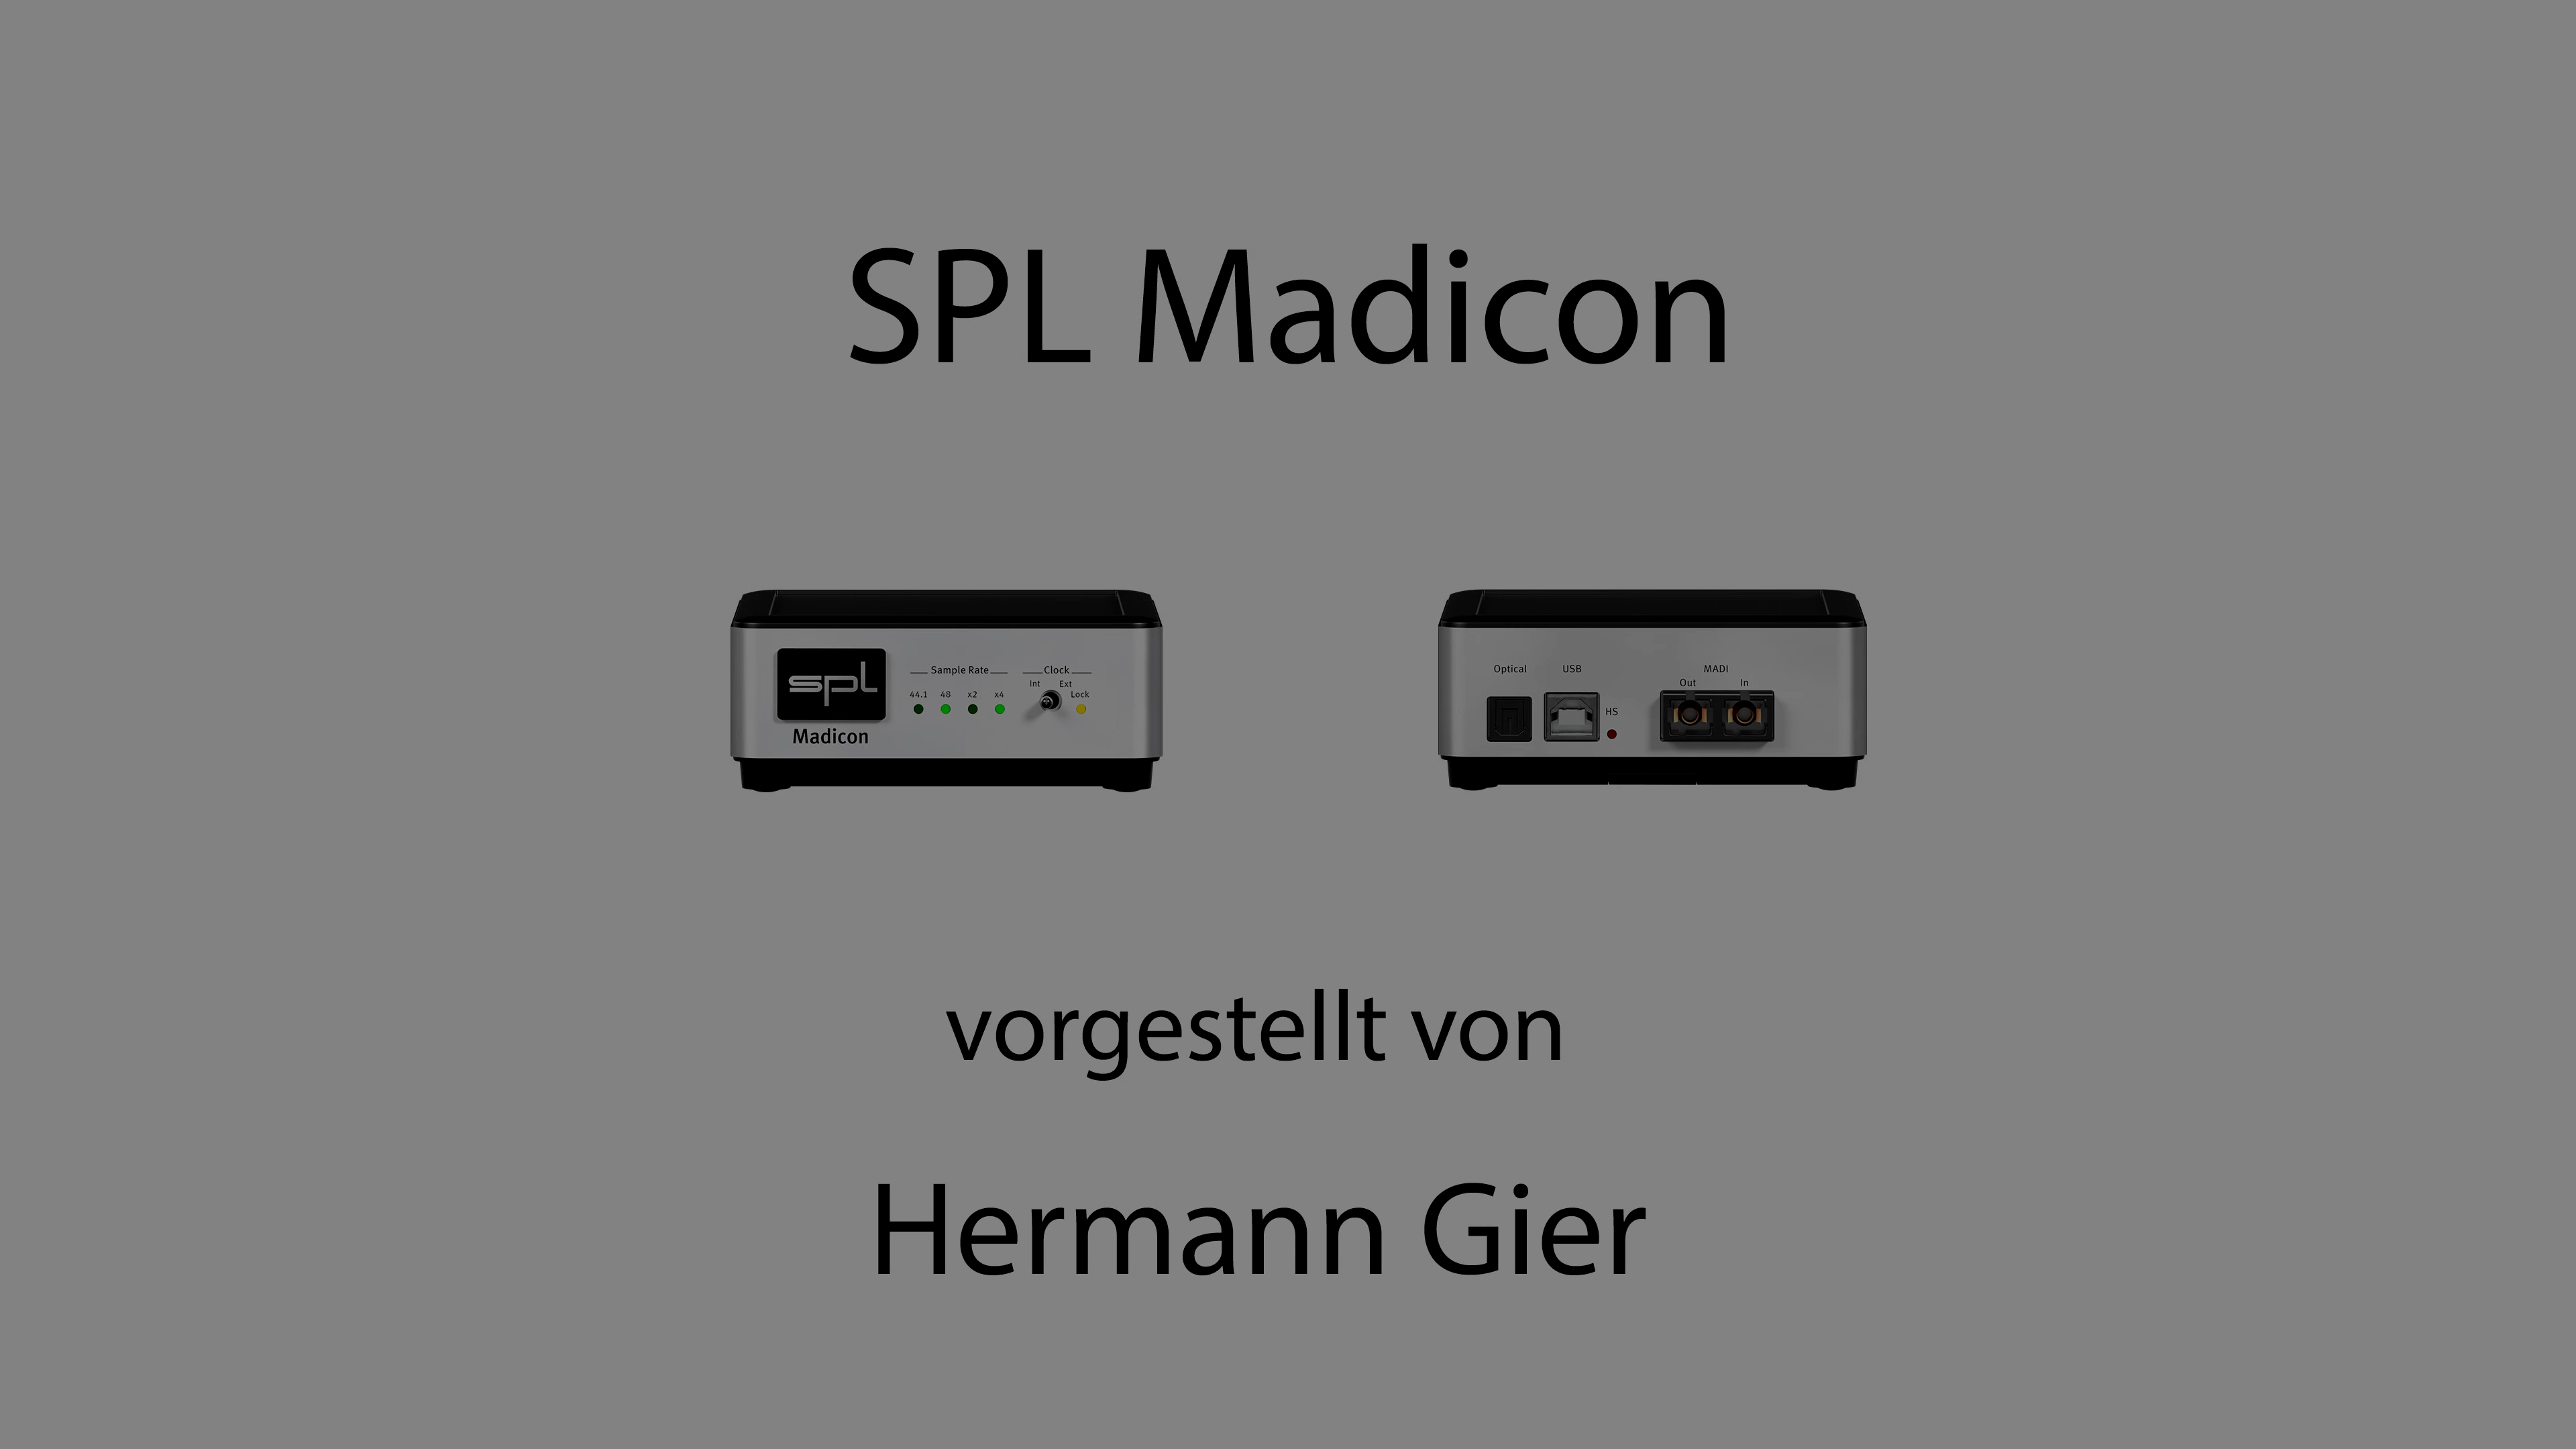 SPL Madicon
spl
Madicon
Sample Rate
44.1 48 x2 x4
Clock
Int Ext
Lock
Optical USB MADI
Out In
HS
vorgestellt von
Hermann Gier